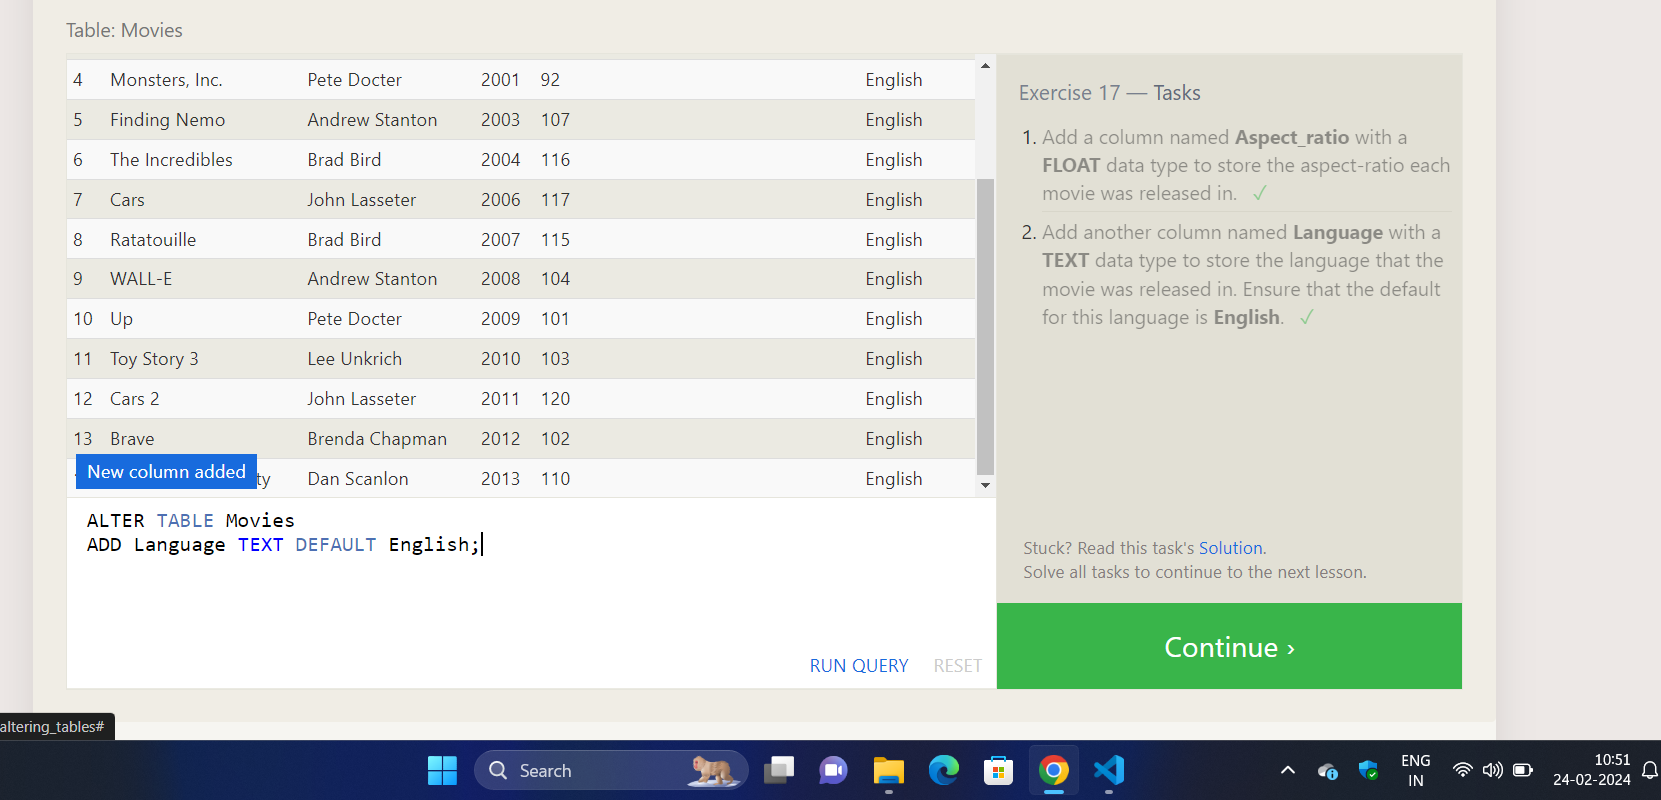 Table: Movies
4 Monsters, Inc. Pete Docter 2001 92 English
5 Finding Nemo Andrew Stanton 2003 107 English
6 The Incredibles Brad Bird 2004 116 English
7 Cars John Lasseter 2006 117 English
8 Ratatouille Brad Bird 2007 115 English
9 WALL-E Andrew Stanton 2008 104 English
10 Up Pete Docter 2009 101 English
11 Toy Story 3 Lee Unkrich 2010 103 English
12 Cars 2 John Lasseter 2011 120 English
13 Brave Brenda Chapman 2012 102 English
New column added
ty Dan Scanlon 2013 110 English
ALTER TABLE Movies
ADD Language TEXT DEFAULT English;
RUN QUERY RESET
Exercise 17 — Tasks
1. Add a column named Aspect_ratio with a
FLOAT data type to store the aspect-ratio each
movie was released in. ✓
2. Add another column named Language with a
TEXT data type to store the language that the
movie was released in. Ensure that the default
for this language is English. ✓
Stuck? Read this task's Solution.
Solve all tasks to continue to the next lesson.
Continue ›
altering_tables#
Search
ENG
IN
10:51
24-02-2024